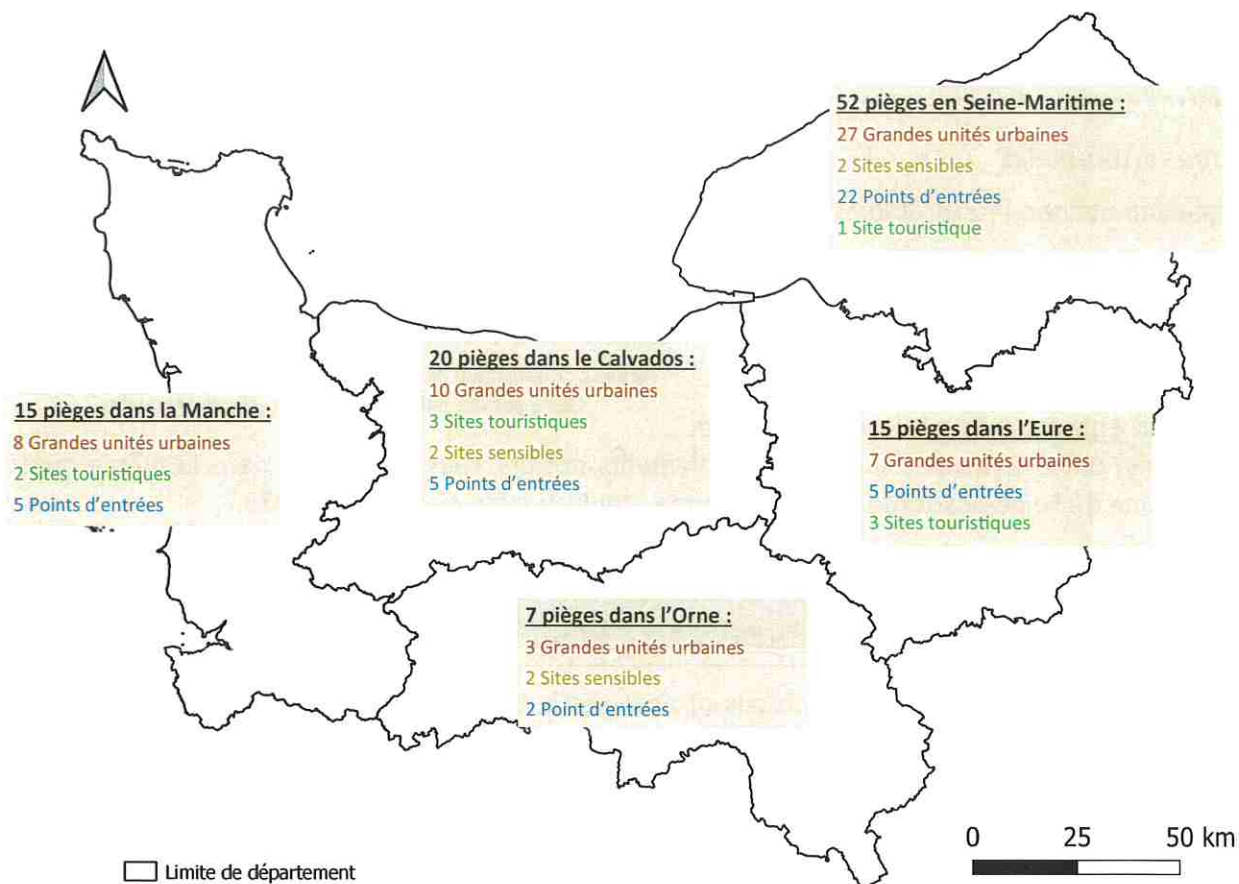 52 pièges en Seine-Maritime :
27 Grandes unités urbaines
2 Sites sensibles
22 Points d'entrées
1 Site touristique
20 pièges dans le Calvados :
10 Grandes unités urbaines
3 Sites touristiques
2 Sites sensibles
5 Points d'entrées
15 pièges dans la Manche :
8 Grandes unités urbaines
2 Sites touristiques
5 Points d'entrées
15 pièges dans l'Eure :
7 Grandes unités urbaines
5 Points d'entrées
3 Sites touristiques
7 pièges dans l'Orne :
3 Grandes unités urbaines
2 Sites sensibles
2 Point d'entrées
0 25 50 km
Limite de département